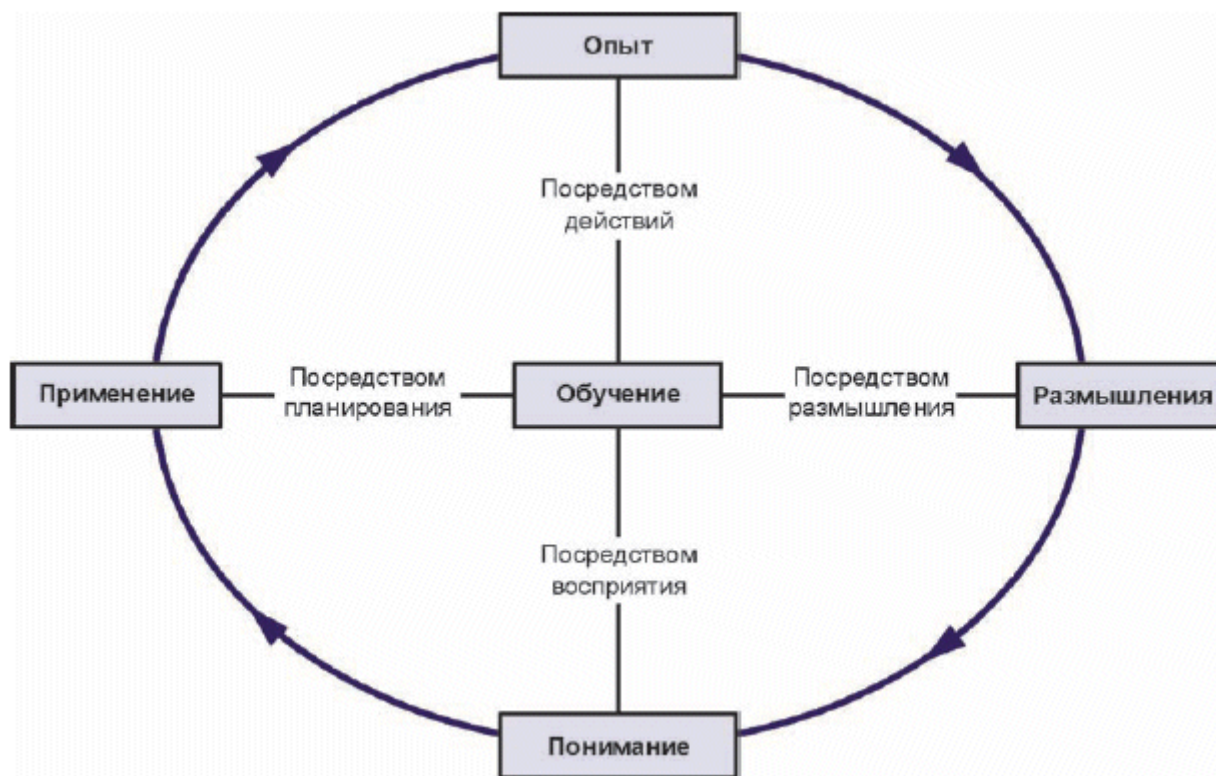 Опыт
Посредством
действий
Применение
Посредством
планирования
Обучение
Посредством
размышления
Размышления
Посредством
восприятия
Понимание